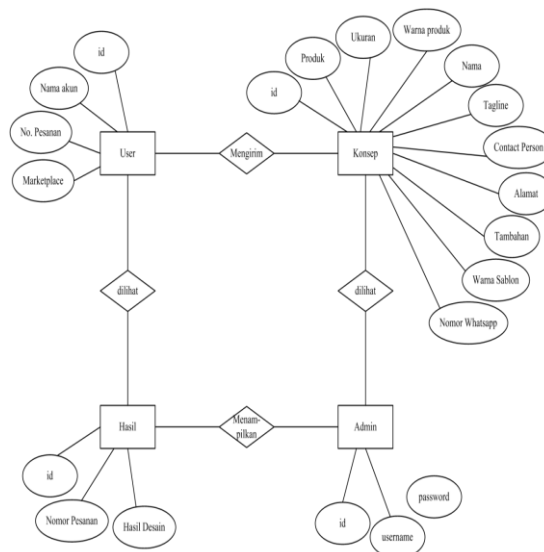 Ukuran
Warna produk
Produk
id
Nama
id
Nama akun
Tagline
No. Pesanan
User
Mengirim
Konsep
Contact Person
Marketplace
Alamat
Tambahan
dilihat
dilihat
Warna Sablon
Nomor Whatsapp
Hasil
Menam-
pilkan
Admin
id
password
Nomor Pesanan
Hasil Desain
id
username